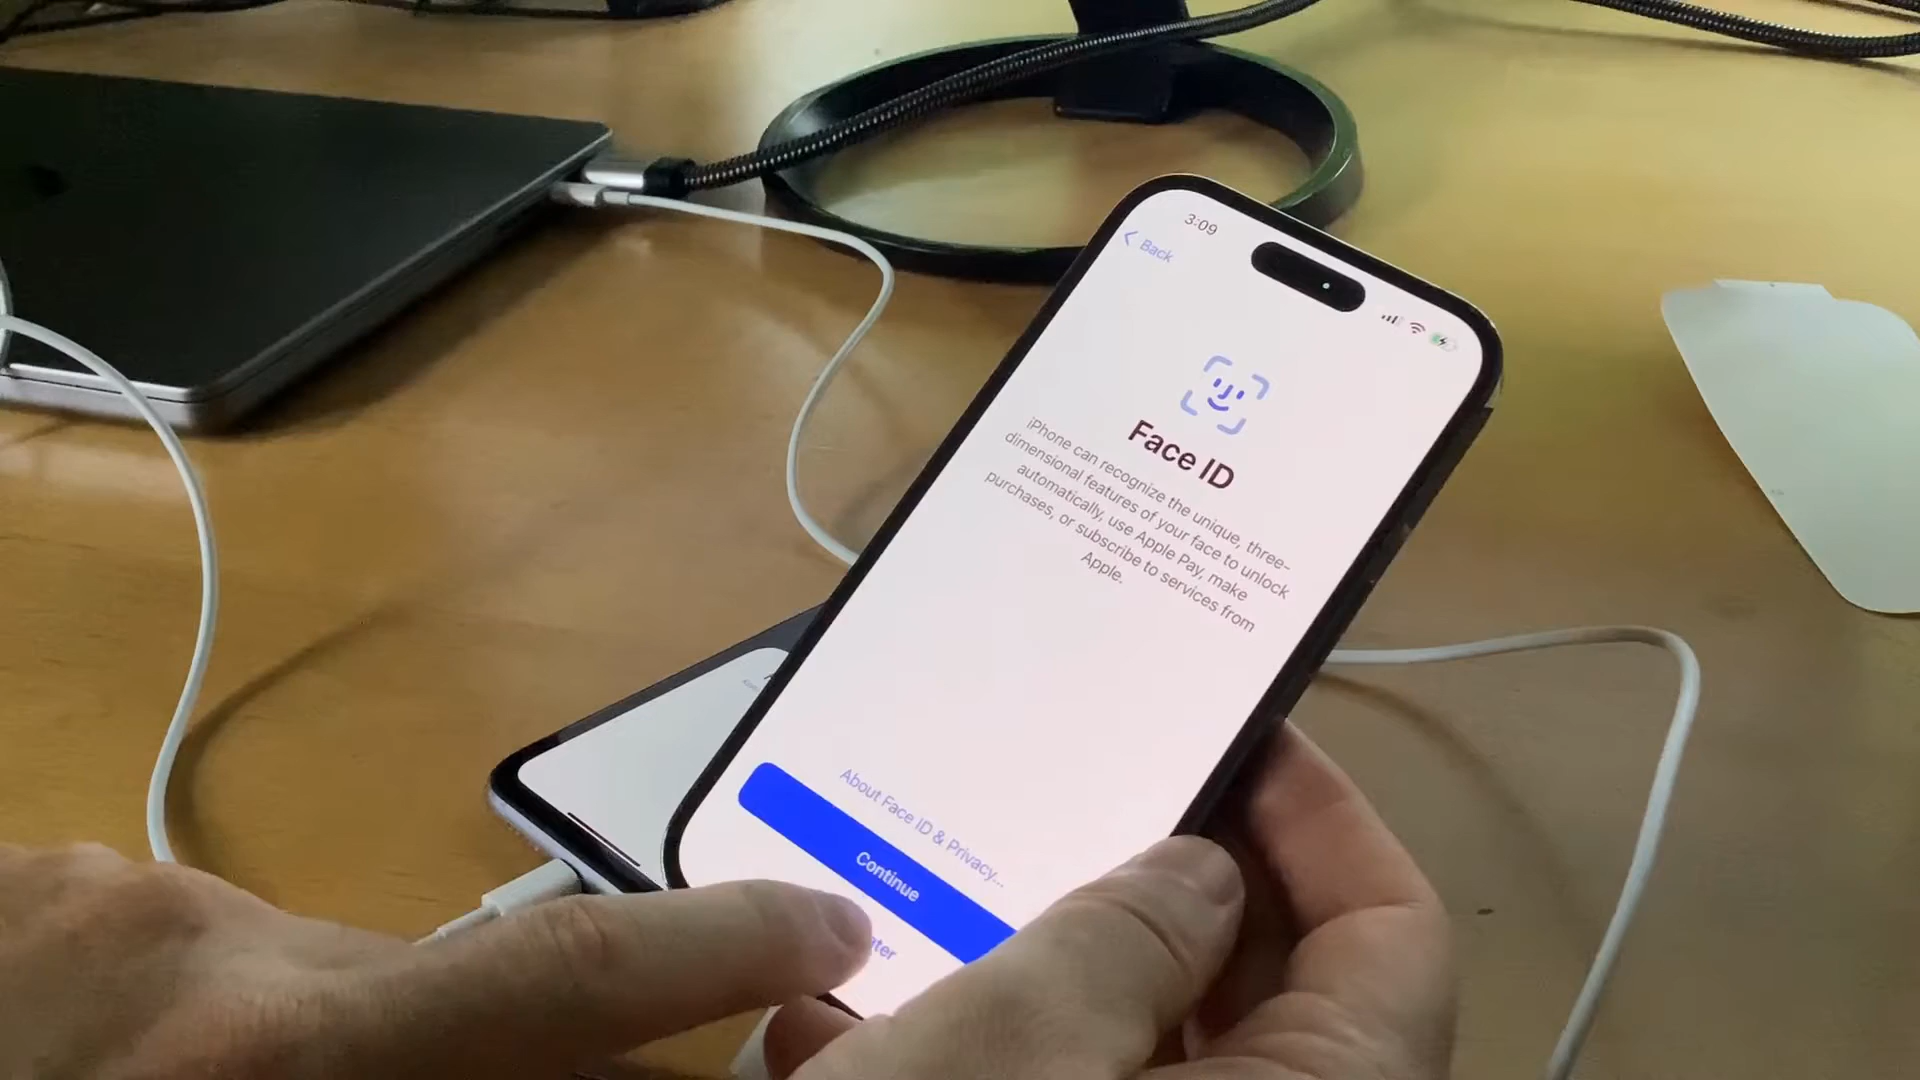 3:09
Back
Face ID
iPhone can recognize the unique, three-
dimensional features of your face to unlock
automatically, use Apple Pay, make
purchases, or subscribe to services from
Apple.
About Face ID & Privacy...
Continue